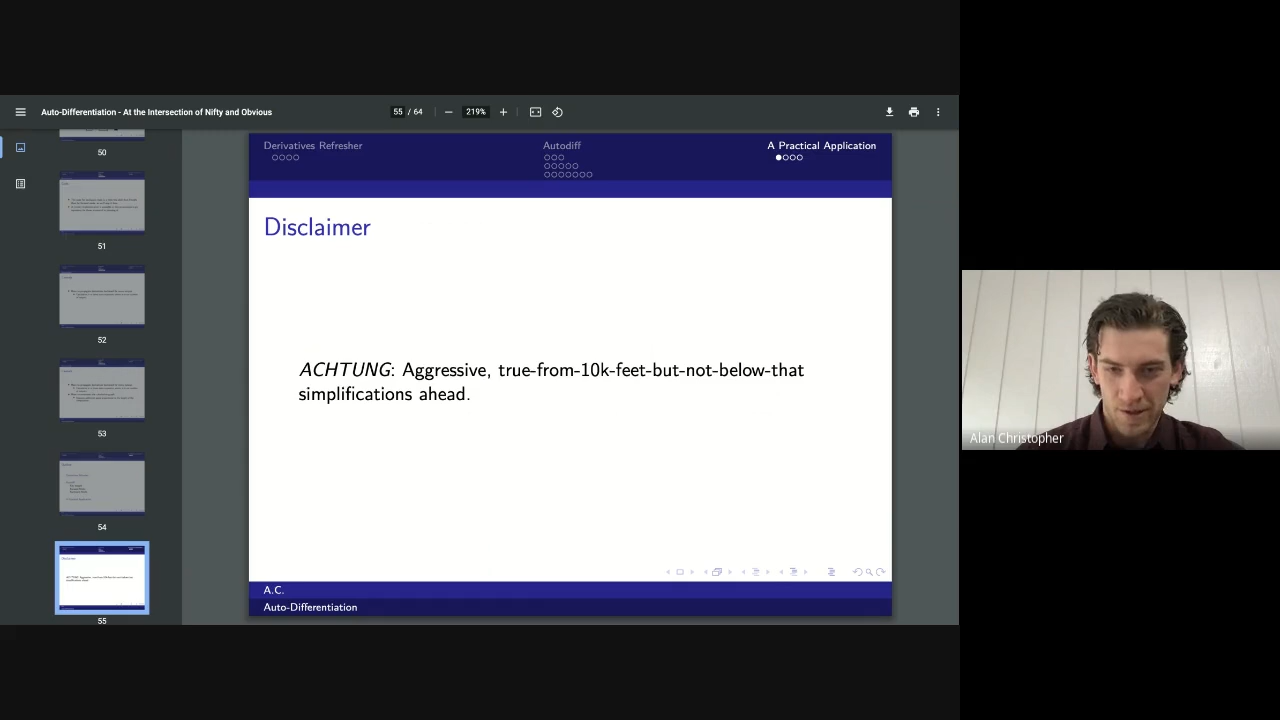 Auto-Differentiation - At the Intersection of Nifty and Obvious
55 / 64
219%
50
51
52
53
54
55
Derivatives Refresher
Autodiff
A Practical Application
Disclaimer
ACHTUNG: Aggressive, true-from-10k-feet-but-not-below-that
simplifications ahead.
A.C.
Auto-Differentiation
Alan Christopher